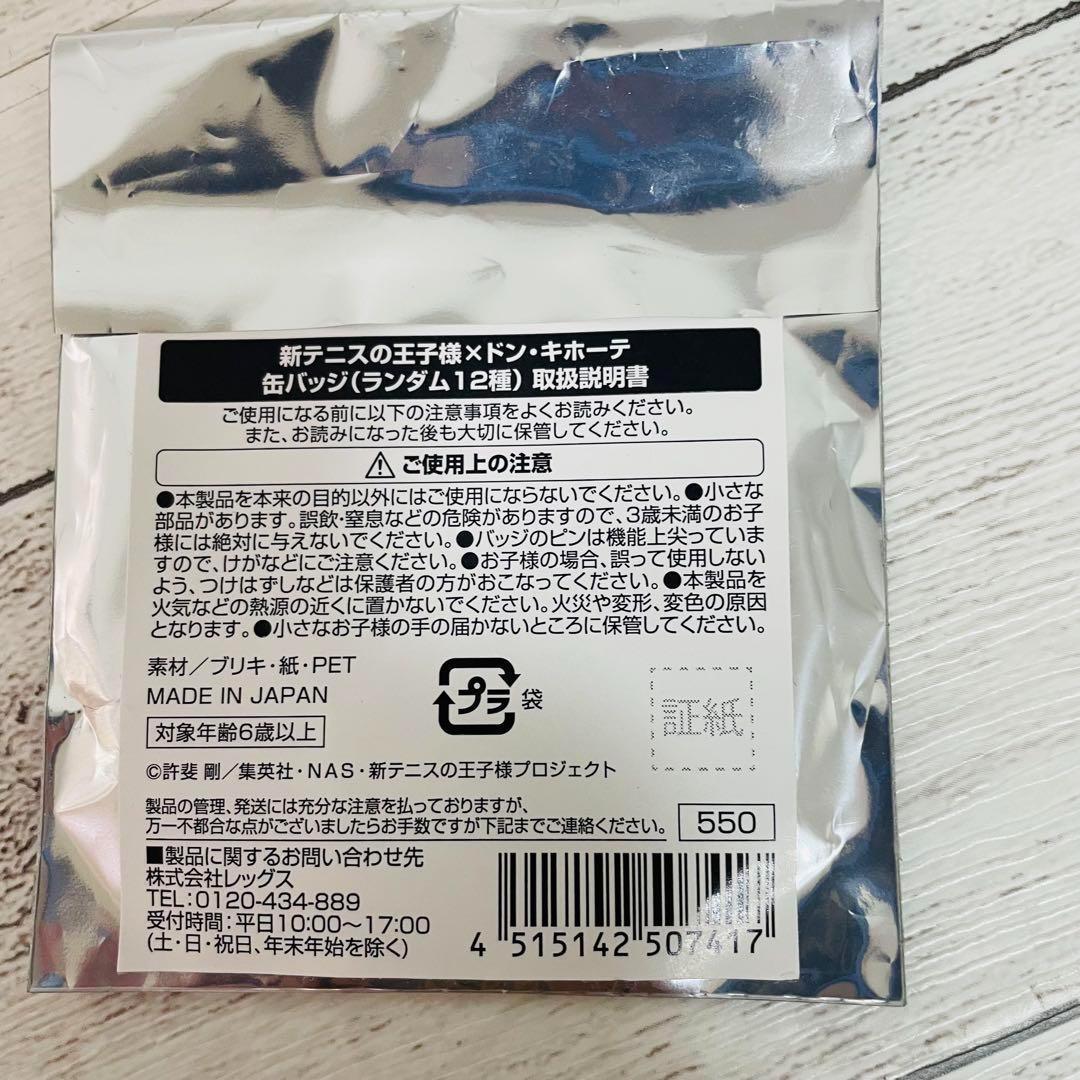 新テニスの王子様×ドン・キホーテ
缶バッジ(ランダム12種) 取扱説明書
ご使用になる前に以下の注意事項をよくお読みください。
また、お読みになった後も大切に保管してください。
ご使用上の注意
●本製品を本来の目的以外にはご使用にならないでください。●小さな
部品があります。誤飲・窒息などの危険がありますので、3歳未満のお子
様には絶対に与えないでください。●バッジのピンは機能上尖っていま
すので、けがなどにご注意ください。●お子様の場合、誤って使用しない
よう、つけはずしなどは保護者の方がおこなってください。●本製品を
火気などの熱源の近くに置かないでください。火災や変形、変色の原因
となります。●小さなお子様の手の届かないところに保管してください。
素材/ブリキ・紙・PET
MADE IN JAPAN
対象年齢6歳以上
プラ 袋
証紙
©許斐 剛/集英社・NAS・新テニスの王子様プロジェクト
製品の管理、発送には充分な注意を払っておりますが、
万一不都合な点がございましたらお手数ですが下記までご連絡ください。
550
■製品に関するお問い合わせ先
株式会社レッグス
TEL:0120-434-889
受付時間:平日10:00〜17:00
(土・日・祝日、年末年始を除く)
4 515142 507417